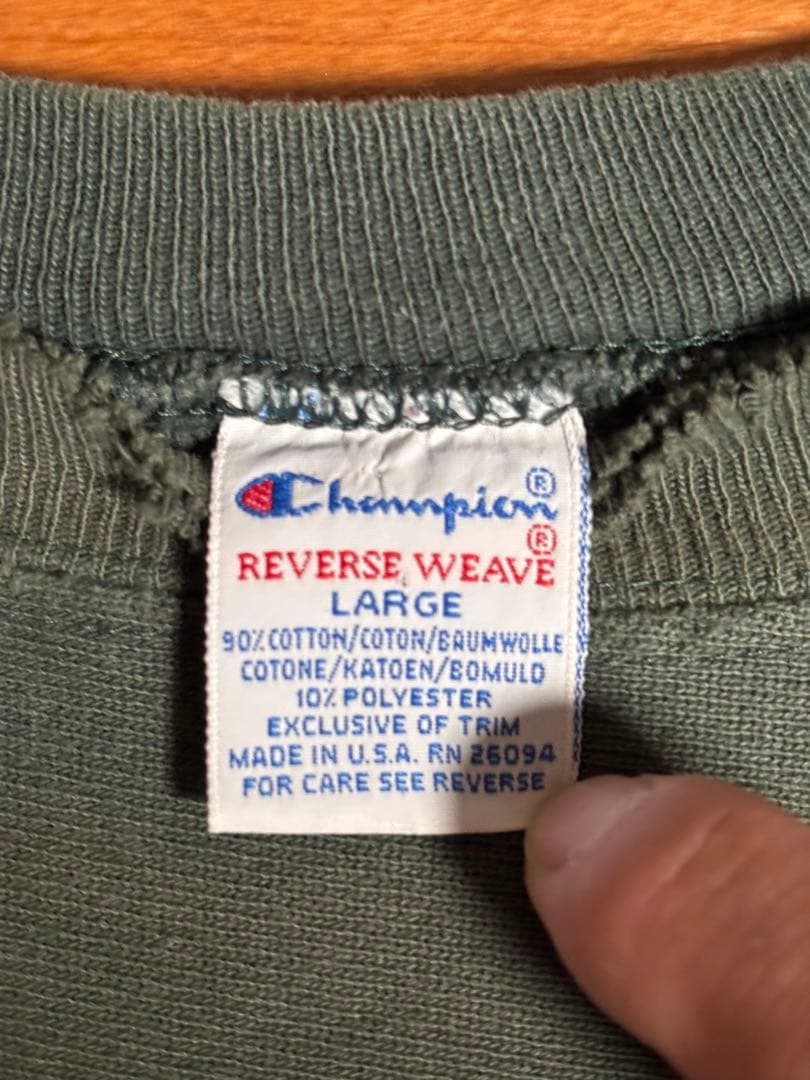 Champion®
REVERSE WEAVE®
LARGE
90% COTTON/COTON/BAUMWOLLE
COTONE/KATOEN/BOMULD
10% POLYESTER
EXCLUSIVE OF TRIM
MADE IN U.S.A. RN 26094
FOR CARE SEE REVERSE